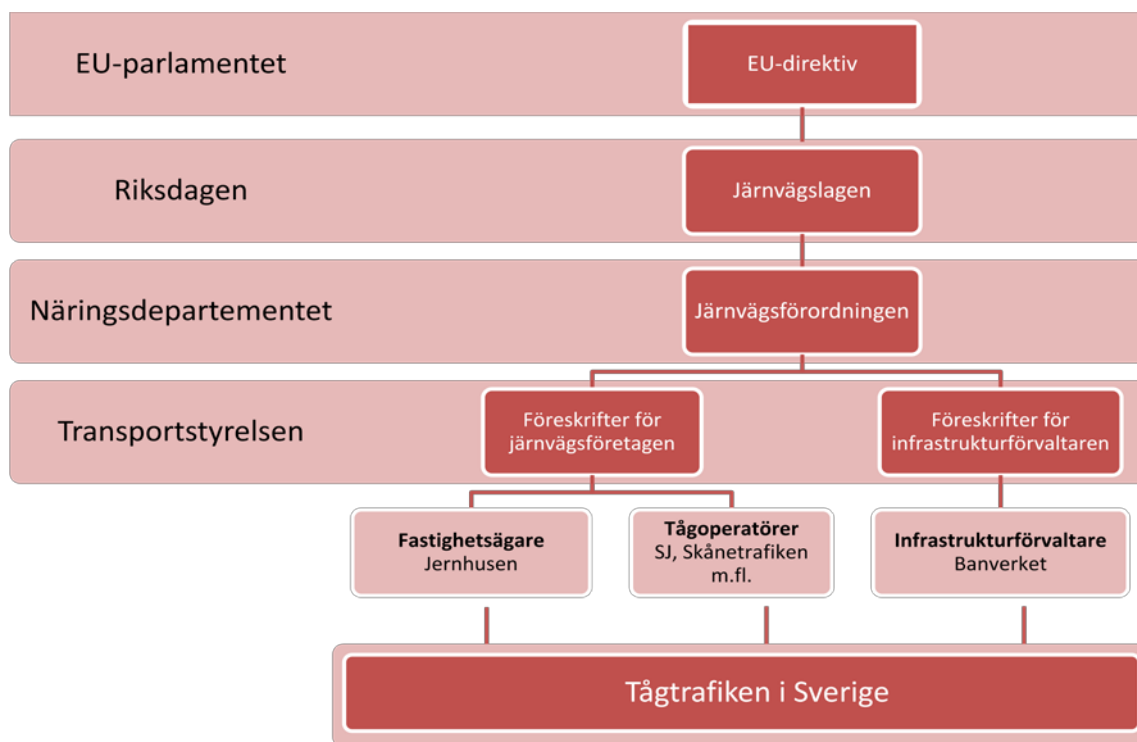 EU-parlamentet
EU-direktiv
Riksdagen
Järnvägslagen
Näringsdepartementet
Järnvägsförordningen
Transportstyrelsen
Föreskrifter för
järnvägsföretagen
Föreskrifter för
infrastrukturförvaltaren
Fastighetsägare
Jernhusen
Tågoperatörer
SJ, Skånetrafiken
m.fl.
Infrastrukturförvaltare
Banverket
Tågtrafiken i Sverige